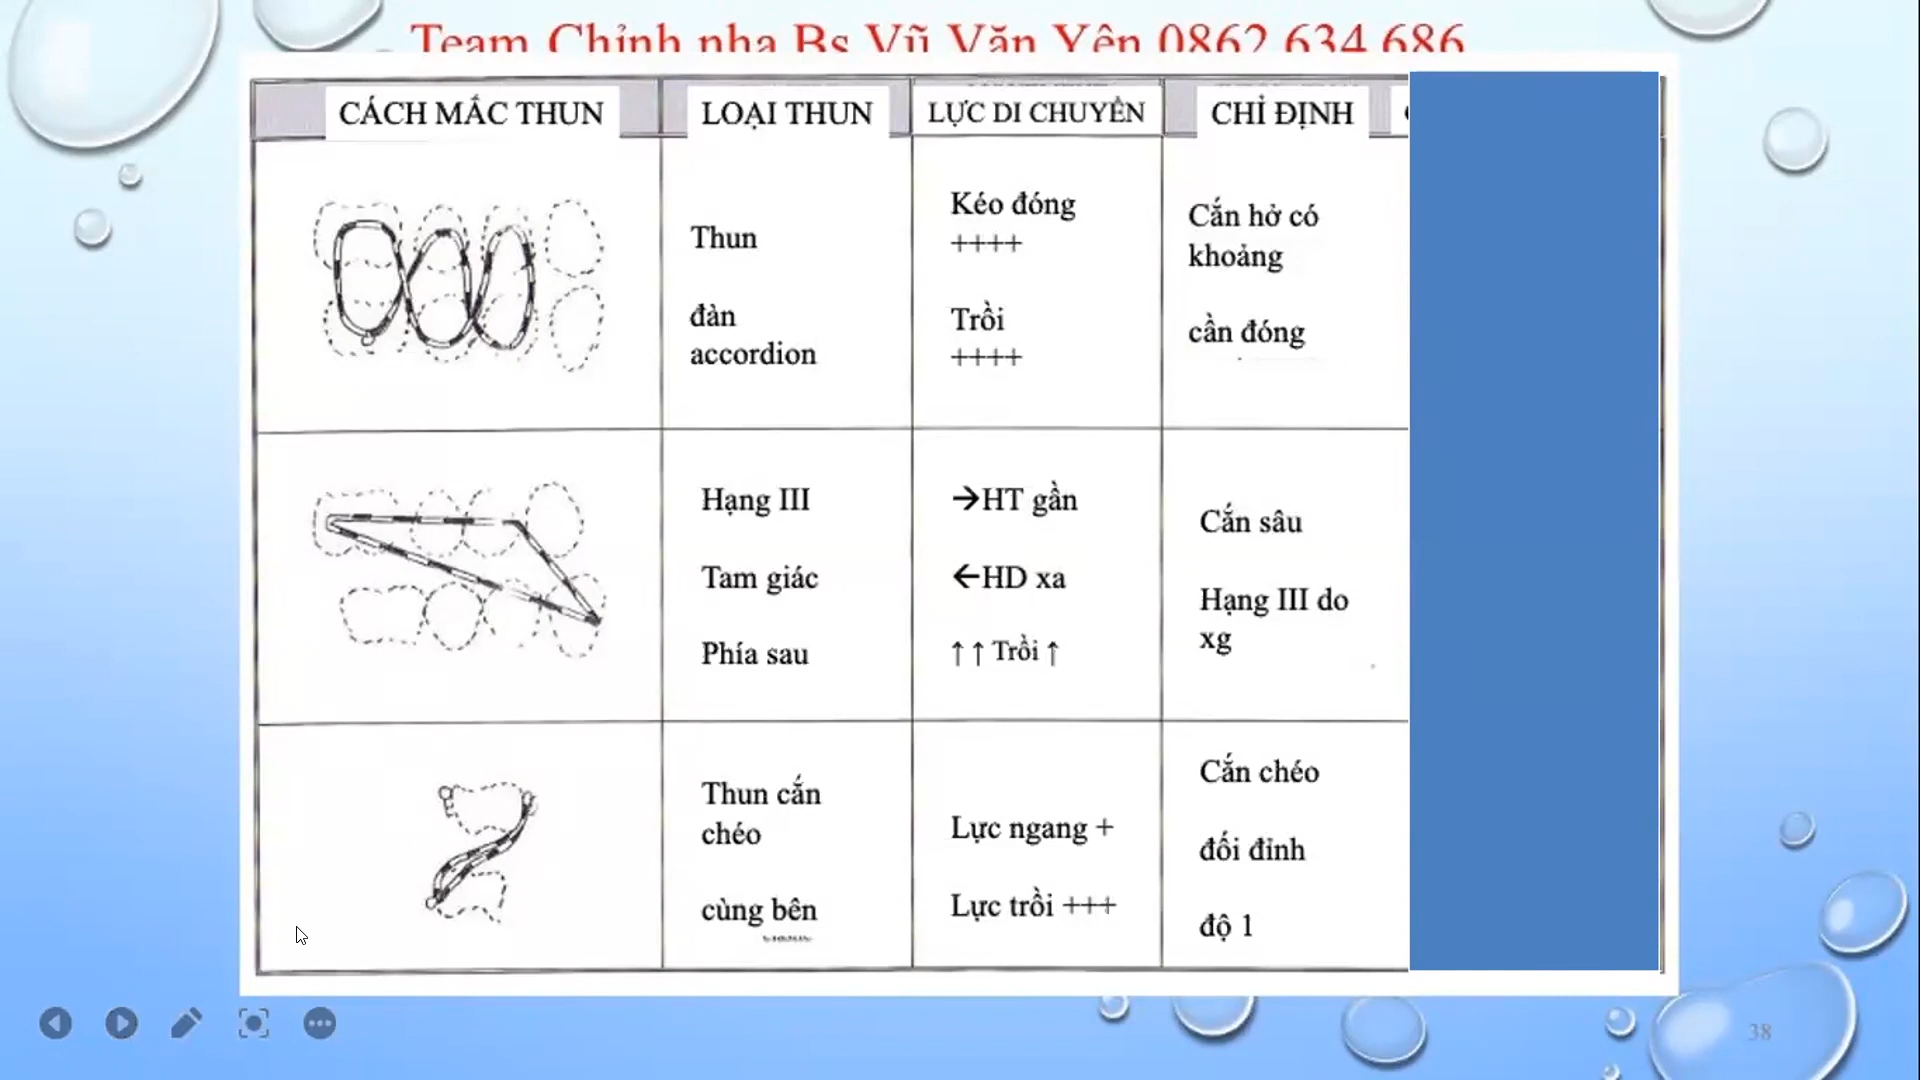 Team Chỉnh nha Bs Vũ Văn Yên 0862 634 686
CÁCH MẮC THUN
LOẠI THUN
LỰC DI CHUYỂN
CHỈ ĐỊNH
Thun
đàn
accordion
Kéo đóng
++++
Trồi
++++
Cắn hở có
khoảng
cần đóng
Hạng III
Tam giác
Phía sau
→HT gần
←HD xa
↑↑Trồi↑
Cắn sâu
Hạng III do
xg
Thun cắn
chéo
cùng bên
Lực ngang +
Lực trồi +++
Cắn chéo
đối đỉnh
độ 1
38